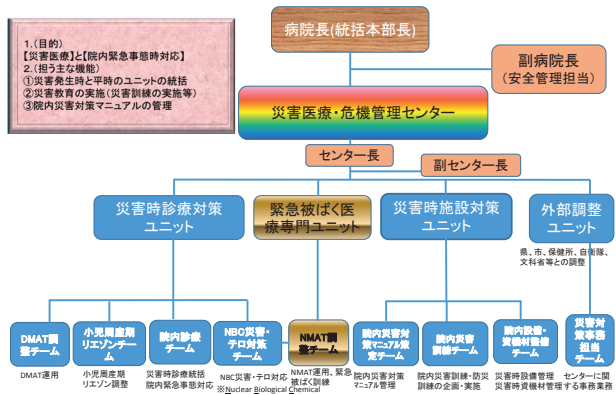 1.(目的)
【災害医療】と【院内緊急事態時対応】
2.(担う主な機能)
①災害発生時と平時のユニットの統括
②災害教育の実施(災害訓練の実施等)
③院内災害対策マニュアルの管理
病院長(統括本部長)
副病院長
(安全管理担当)
災害医療・危機管理センター
センター長
副センター長
災害時診療対策
ユニット
緊急被ばく医
療専門ユニット
災害時施設対策
ユニット
外部調整
ユニット
県、市、保健所、自衛隊、
文科省等との調整
DMAT調
整チーム
DMAT運用
小児周産期
リエゾンチー
ム
小児周産期
リエゾン調整
院内診療
チーム
災害時診療統括
院内緊急事態対応
NBC災害・
テロ対策
チーム
NBC災害・テロ対応
※Nuclear Biological Chemical
NMAT調
整チーム
NMAT運用、緊急
被ばく訓練
院内災害対
策マニュアル策
定チーム
院内災害対策
マニュアル管理
院内災害
訓練チーム
院内災害訓練・防災
訓練の企画・実施
院内設備・
資機材整備
チーム
災害時設備管理
災害時資機材管理
災害対
策事務
担当チ
ーム
センターに関
する事務業務